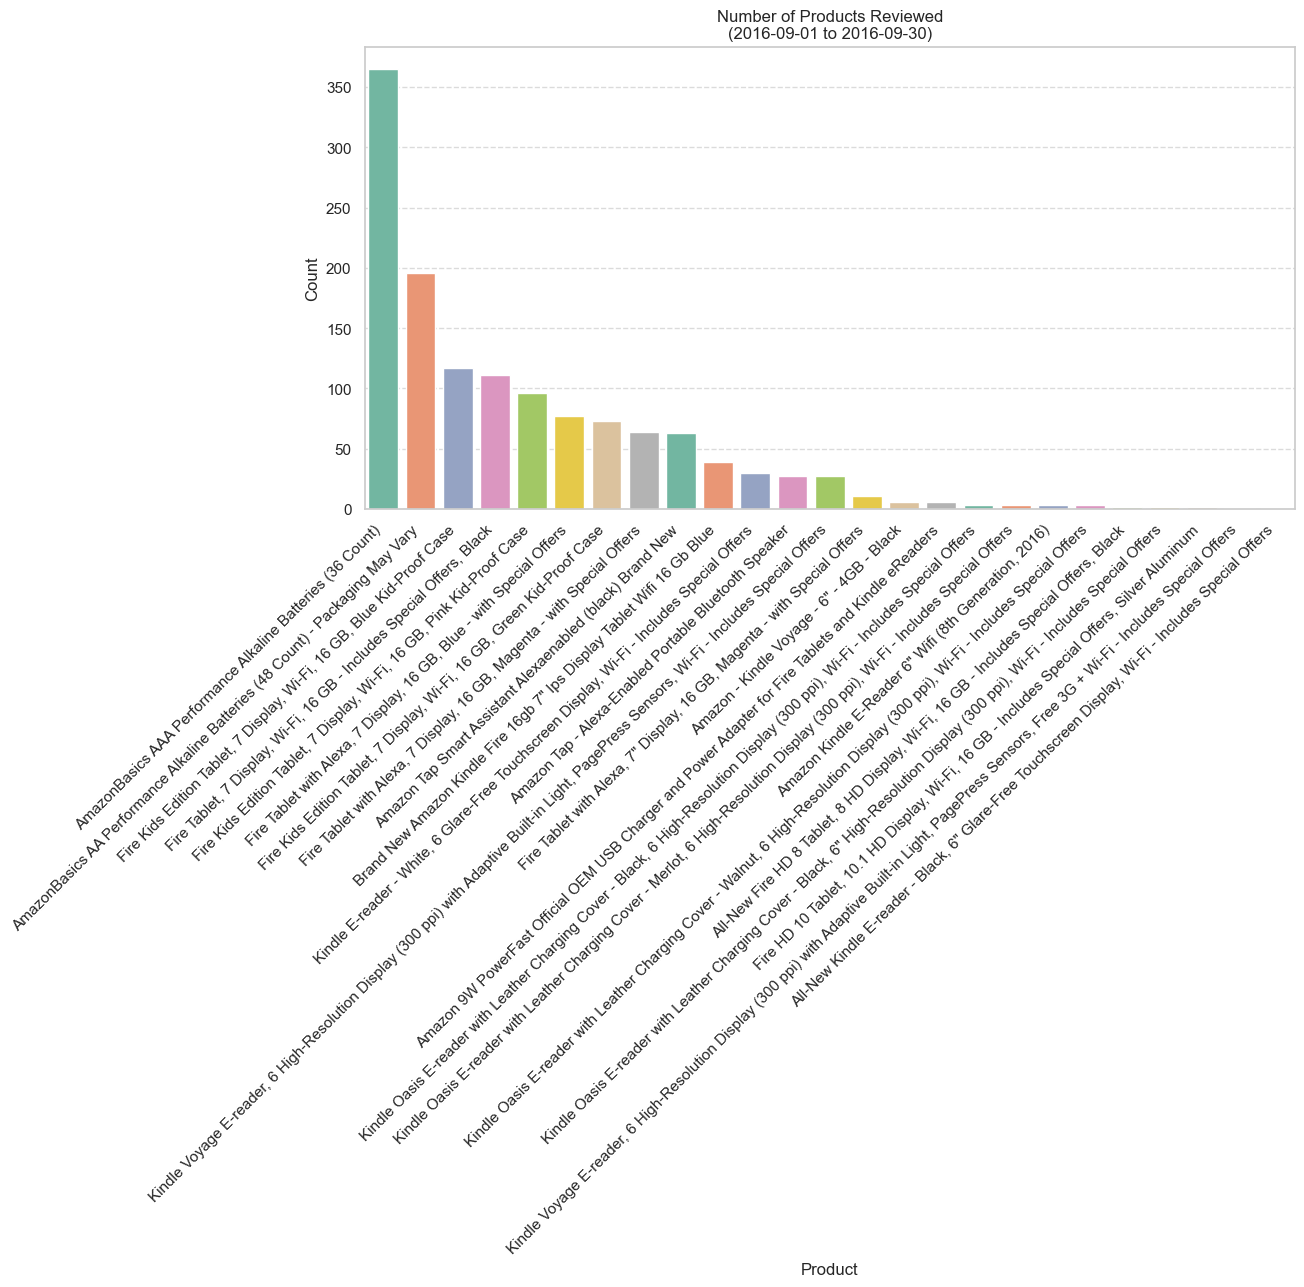 Number of Products Reviewed
(2016-09-01 to 2016-09-30)
Count
350
300
250
200
150
100
50
0
AmazonBasics AAA Performance Alkaline Batteries (36 Count)
AmazonBasics AA Performance Alkaline Batteries (48 Count) - Packaging May Vary
Fire Kids Edition Tablet, 7 Display, Wi-Fi, 16 GB, Blue Kid-Proof Case
Fire Tablet, 7 Display, Wi-Fi, 16 GB - Includes Special Offers, Black
Fire Kids Edition Tablet, 7 Display, Wi-Fi, 16 GB, Pink Kid-Proof Case
Fire Tablet with Alexa, 7 Display, 16 GB, Blue - with Special Offers
Fire Kids Edition Tablet, 7 Display, Wi-Fi, 16 GB, Green Kid-Proof Case
Fire Tablet with Alexa, 7 Display, 16 GB, Magenta - with Special Offers
Amazon Tap Smart Assistant Alexaenabled (black) Brand New
Brand New Amazon Kindle Fire 16gb 7" Ips Display Tablet Wifi 16 Gb Blue
Kindle E-reader - White, 6 Glare-Free Touchscreen Display, Wi-Fi - Includes Special Offers
Amazon Tap - Alexa-Enabled Portable Bluetooth Speaker
Kindle Voyage E-reader, 6 High-Resolution Display (300 ppi) with Adaptive Built-in Light, PagePress Sensors, Wi-Fi - Includes Special Offers
Fire Tablet with Alexa, 7" Display, 16 GB, Magenta - with Special Offers
Amazon - Kindle Voyage - 6" - 4GB - Black
Amazon 9W PowerFast Official OEM USB Charger and Power Adapter for Fire Tablets and Kindle eReaders
Kindle Oasis E-reader with Leather Charging Cover - Black, 6 High-Resolution Display (300 ppi), Wi-Fi - Includes Special Offers
Kindle Oasis E-reader with Leather Charging Cover - Merlot, 6 High-Resolution Display (300 ppi), Wi-Fi - Includes Special Offers
Amazon Kindle E-Reader 6" Wifi (8th Generation, 2016)
Kindle Oasis E-reader with Leather Charging Cover - Walnut, 6 High-Resolution Display (300 ppi), Wi-Fi - Includes Special Offers
All-New Fire HD 8 Tablet, 8 HD Display, Wi-Fi, 16 GB - Includes Special Offers, Black
Kindle Oasis E-reader with Leather Charging Cover - Black, 6" High-Resolution Display (300 ppi), Wi-Fi - Includes Special Offers
Fire HD 10 Tablet, 10.1 HD Display, Wi-Fi, 16 GB - Includes Special Offers, Silver Aluminum
Kindle Voyage E-reader, 6 High-Resolution Display (300 ppi) with Adaptive Built-in Light, PagePress Sensors, Free 3G + Wi-Fi - Includes Special Offers
All-New Kindle E-reader - Black, 6" Glare-Free Touchscreen Display, Wi-Fi - Includes Special Offers
Product